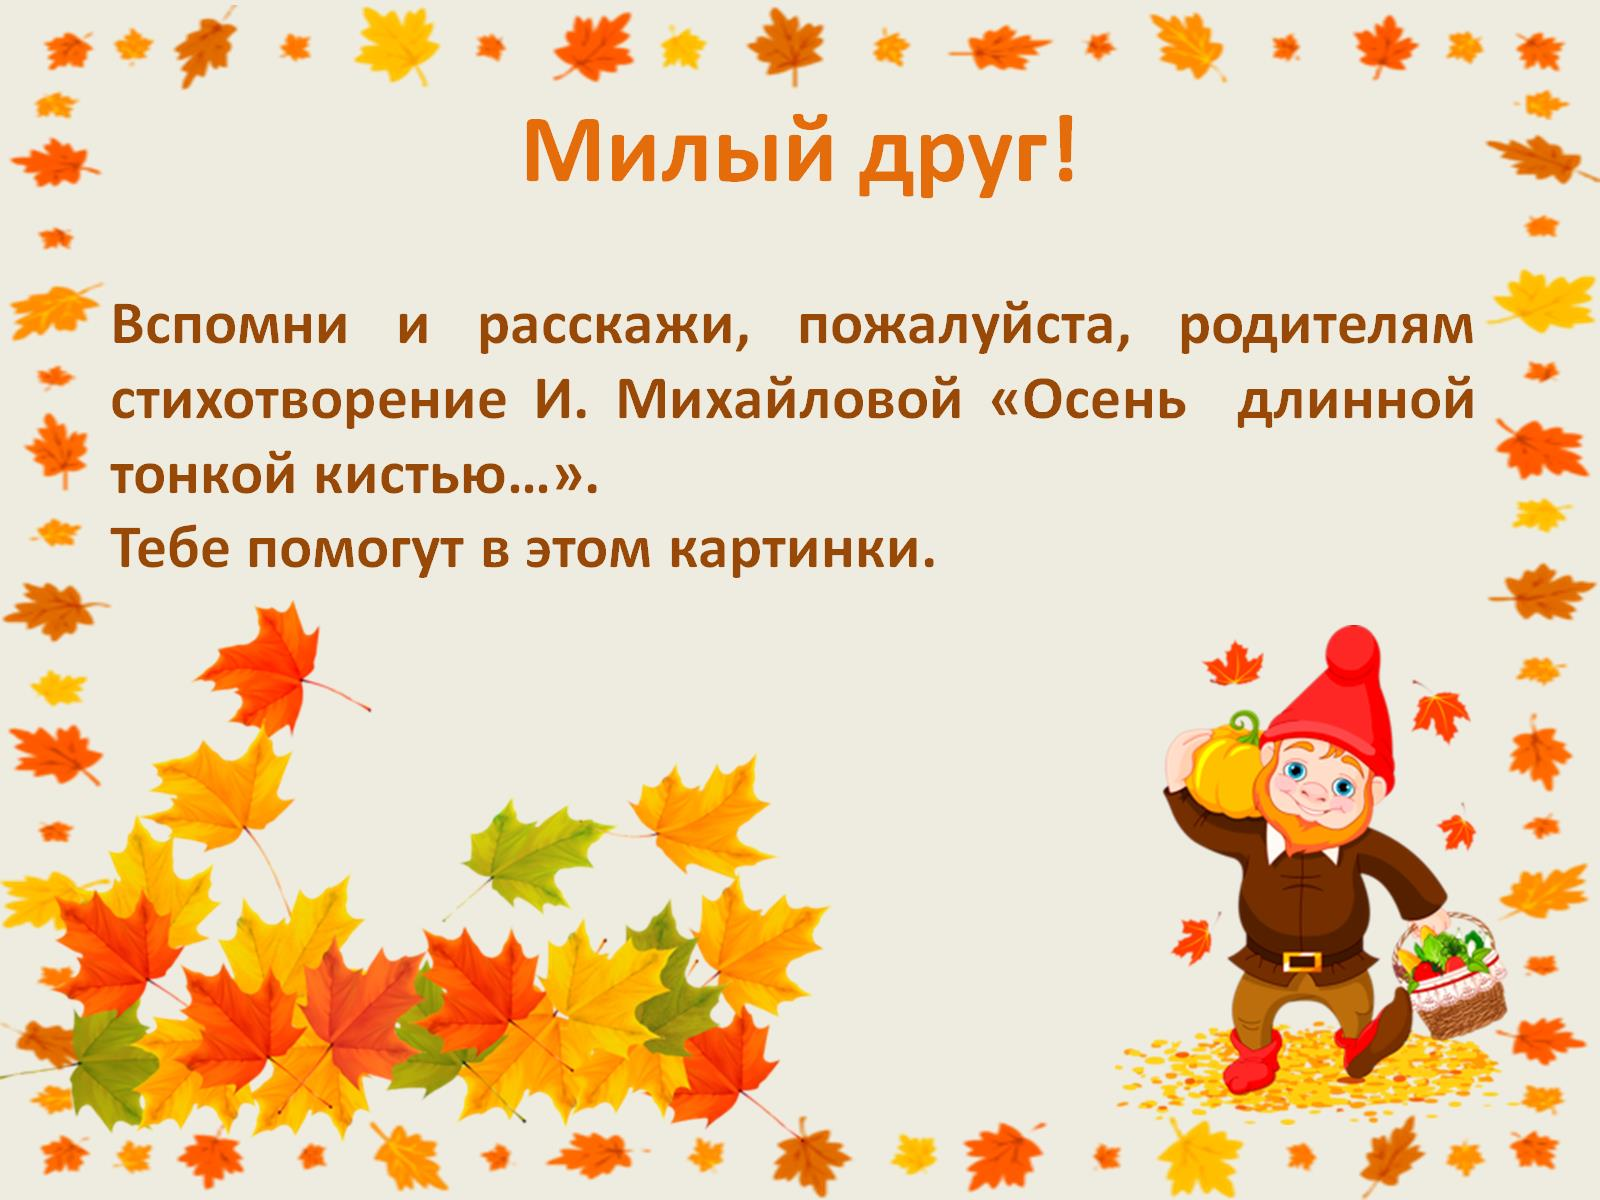 Милый друг!
Вспомни и расскажи, пожалуйста, родителям
стихотворение И. Михайловой «Осень длинной
тонкой кистью…».
Тебе помогут в этом картинки.